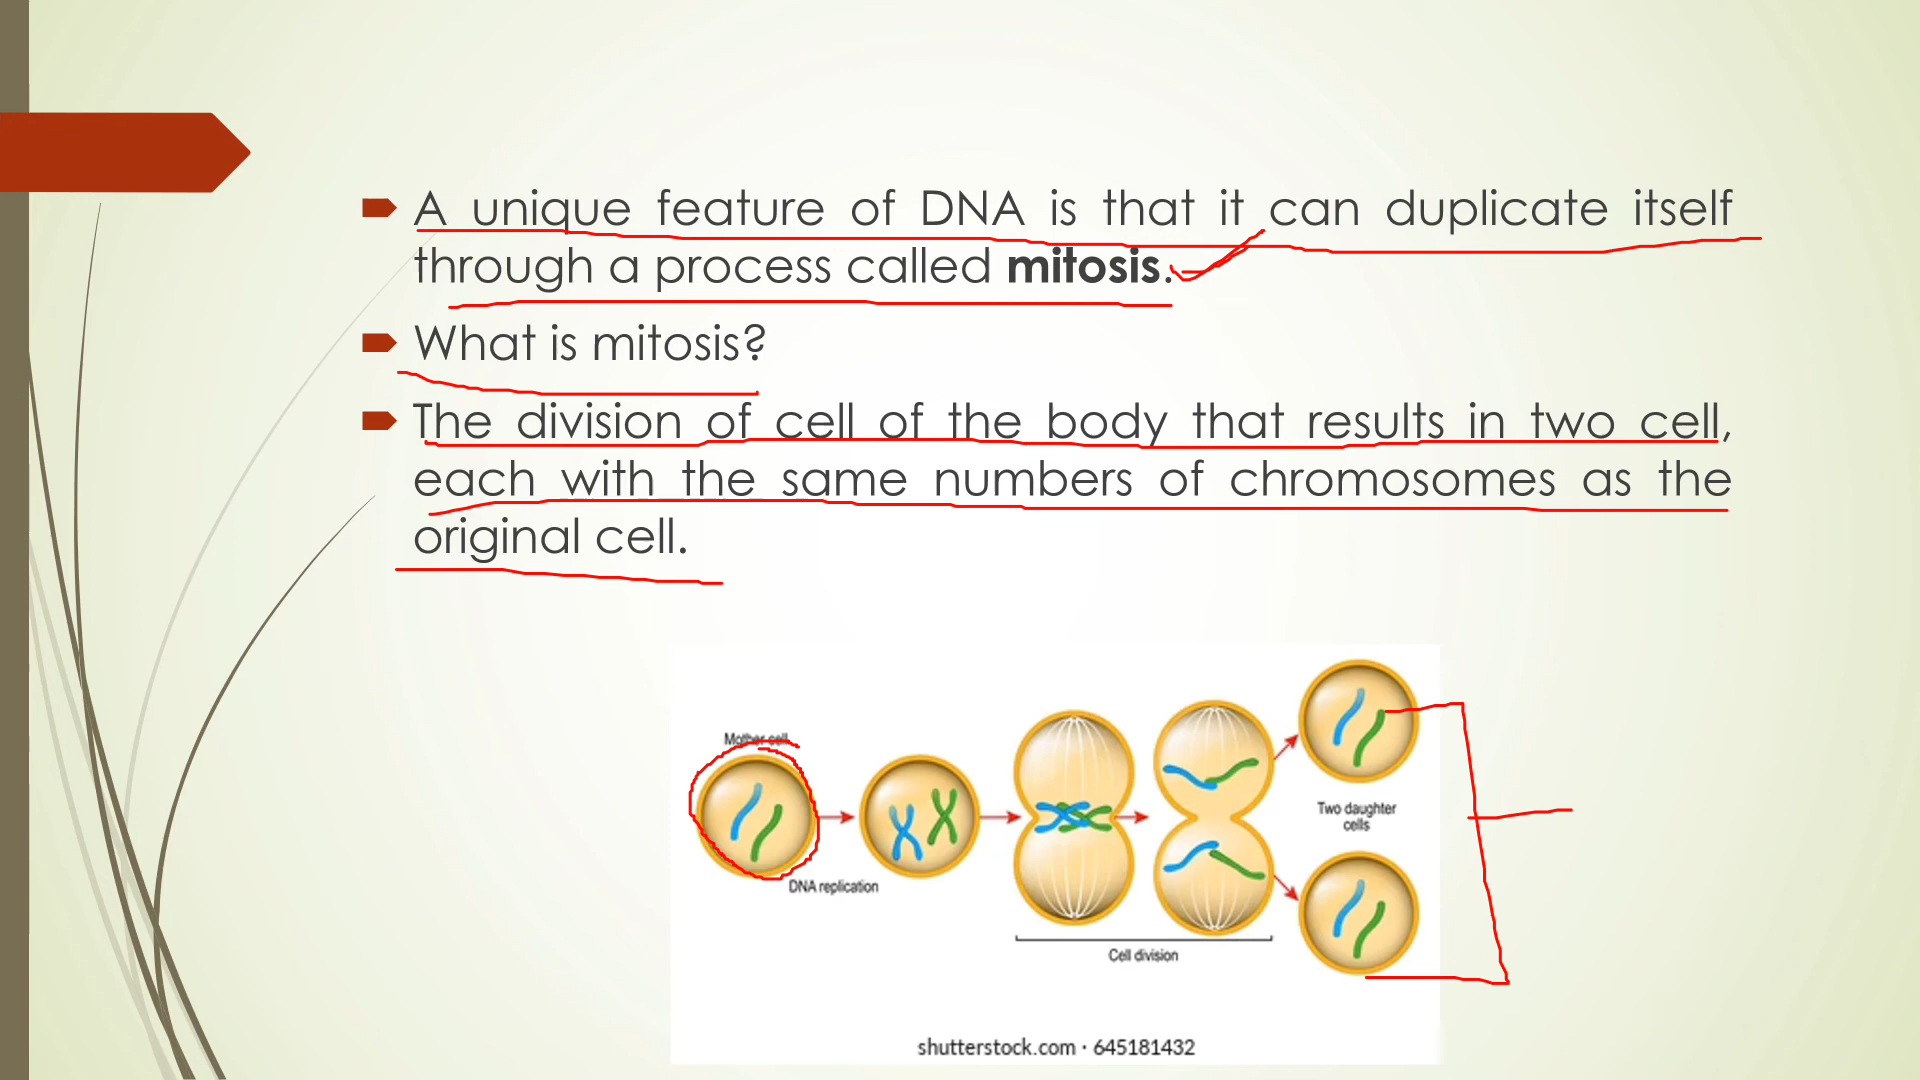 A unique feature of DNA is that it can duplicate itself
through a process called mitosis.
What is mitosis?
The division of cell of the body that results in two cell,
each with the same numbers of chromosomes as the
original cell.
Mother cell
DNA replication
Cell division
Two daughter
cells
shutterstock.com · 645181432